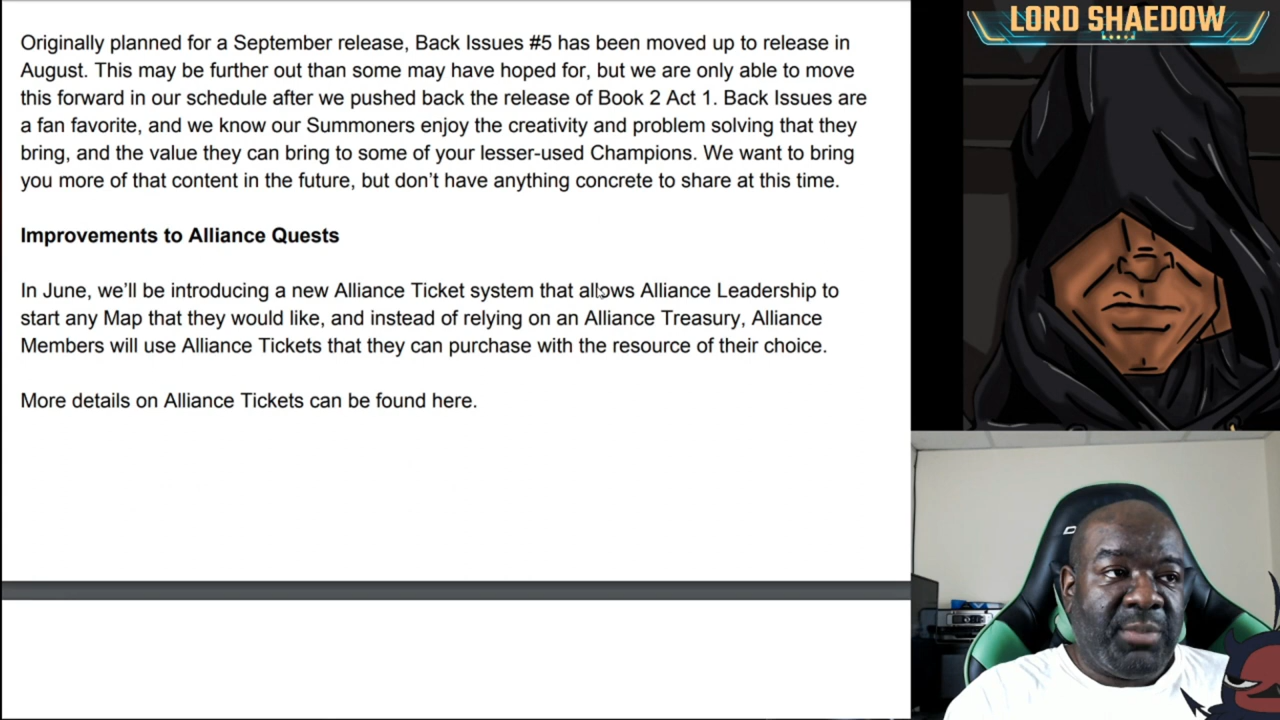 LORD SHAEDOW
Originally planned for a September release, Back Issues #5 has been moved up to release in
August. This may be further out than some may have hoped for, but we are only able to move
this forward in our schedule after we pushed back the release of Book 2 Act 1. Back Issues are
a fan favorite, and we know our Summoners enjoy the creativity and problem solving that they
bring, and the value they can bring to some of your lesser-used Champions. We want to bring
you more of that content in the future, but don’t have anything concrete to share at this time.
Improvements to Alliance Quests
In June, we’ll be introducing a new Alliance Ticket system that allows Alliance Leadership to
start any Map that they would like, and instead of relying on an Alliance Treasury, Alliance
Members will use Alliance Tickets that they can purchase with the resource of their choice.
More details on Alliance Tickets can be found here.